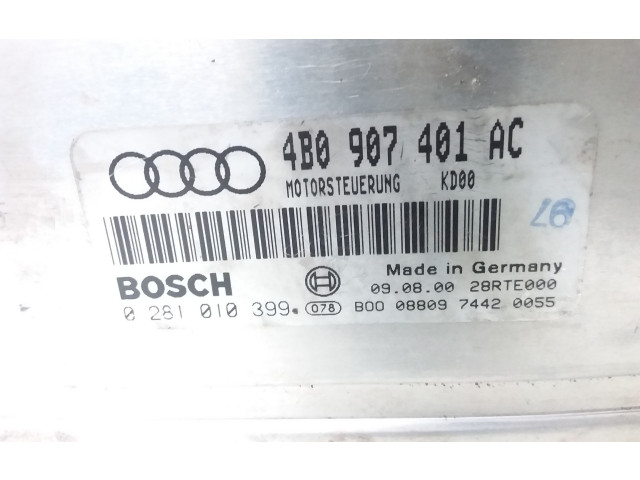 4B0 907 401 AC
MOTORSTEUERUNG KD00
97
BOSCH
Made in Germany
09.08.00 28RTE000
0 281 010 399. 078 B00 08809 7442 0055